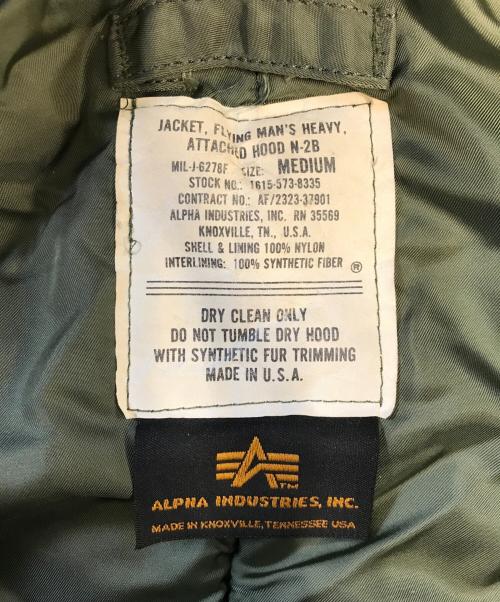 JACKET, FLYING MAN'S HEAVY,
ATTACHED HOOD N-2B
MIL-J-6278F SIZE: MEDIUM
STOCK NO.: 1615-573-8335
CONTRACT NO.: AF/2323-37901
ALPHA INDUSTRIES, INC. RN 35569
KNOXVILLE, TN., U.S.A.
SHELL & LINING 100% NYLON
INTERLINING: 100% SYNTHETIC FIBER ®
DRY CLEAN ONLY
DO NOT TUMBLE DRY HOOD
WITH SYNTHETIC FUR TRIMMING
MADE IN U.S.A.
TM
ALPHA INDUSTRIES, INC.
MADE IN KNOXVILLE, TENNESSEE USA